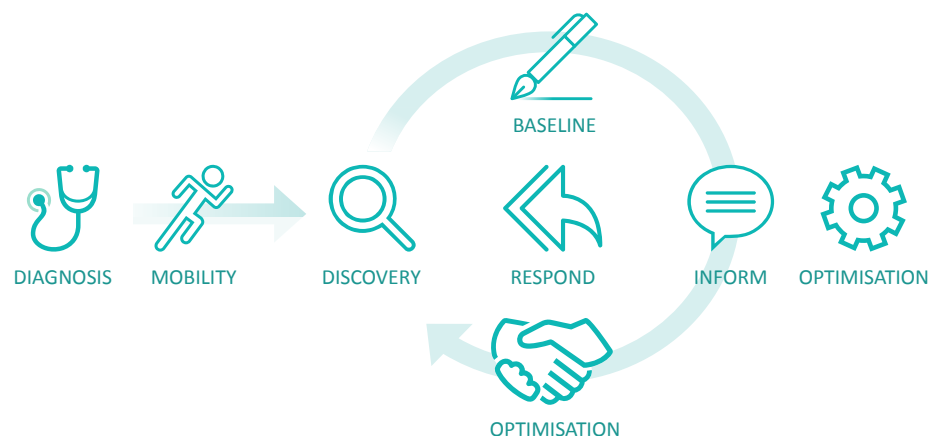 BASELINE
DIAGNOSIS
MOBILITY
DISCOVERY
RESPOND
INFORM
OPTIMISATION
OPTIMISATION